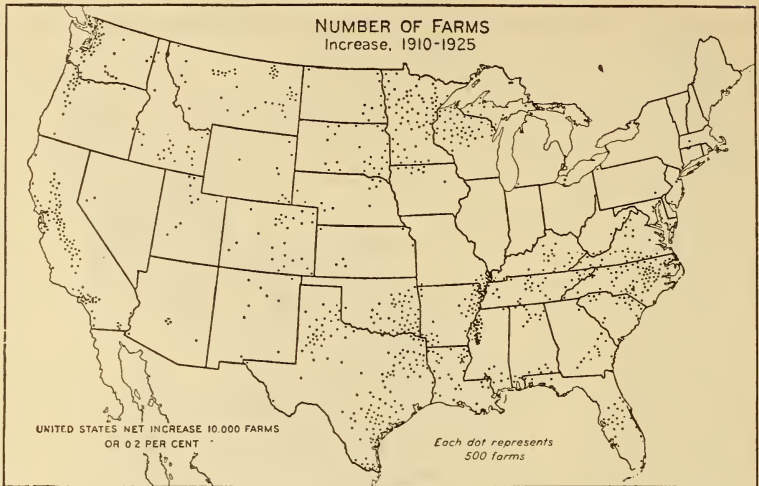 NUMBER OF FARMS
Increase, 1910-1925
UNITED STATES NET INCREASE 10.000 FARMS
OR 0.2 PER CENT
Each dot represents
500 farms